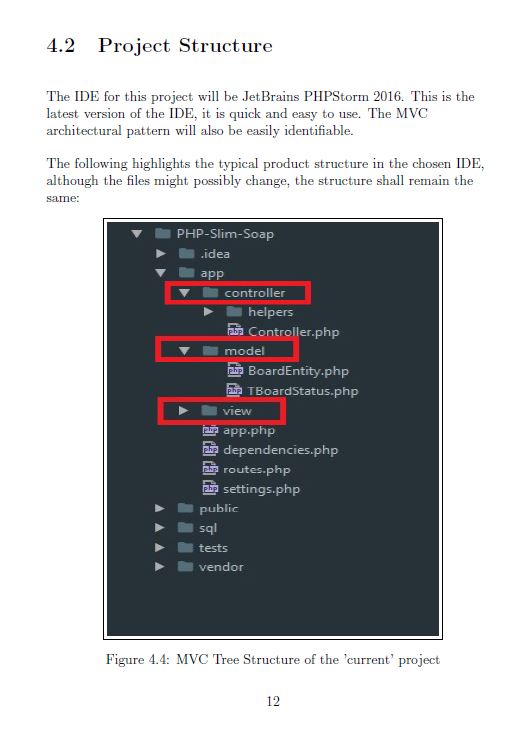 4.2 Project Structure
The IDE for this project will be JetBrains PHPStorm 2016. This is the
latest version of the IDE, it is quick and easy to use. The MVC
architectural pattern will also be easily identifiable.
The following highlights the typical product structure in the chosen IDE,
although the files might possibly change, the structure shall remain the
same:
PHP-Slim-Soap
.idea
app
controller
helpers
Controller.php
model
BoardEntity.php
TBoardStatus.php
view
app.php
dependencies.php
routes.php
settings.php
public
sql
tests
vendor
Figure 4.4: MVC Tree Structure of the 'current' project
12